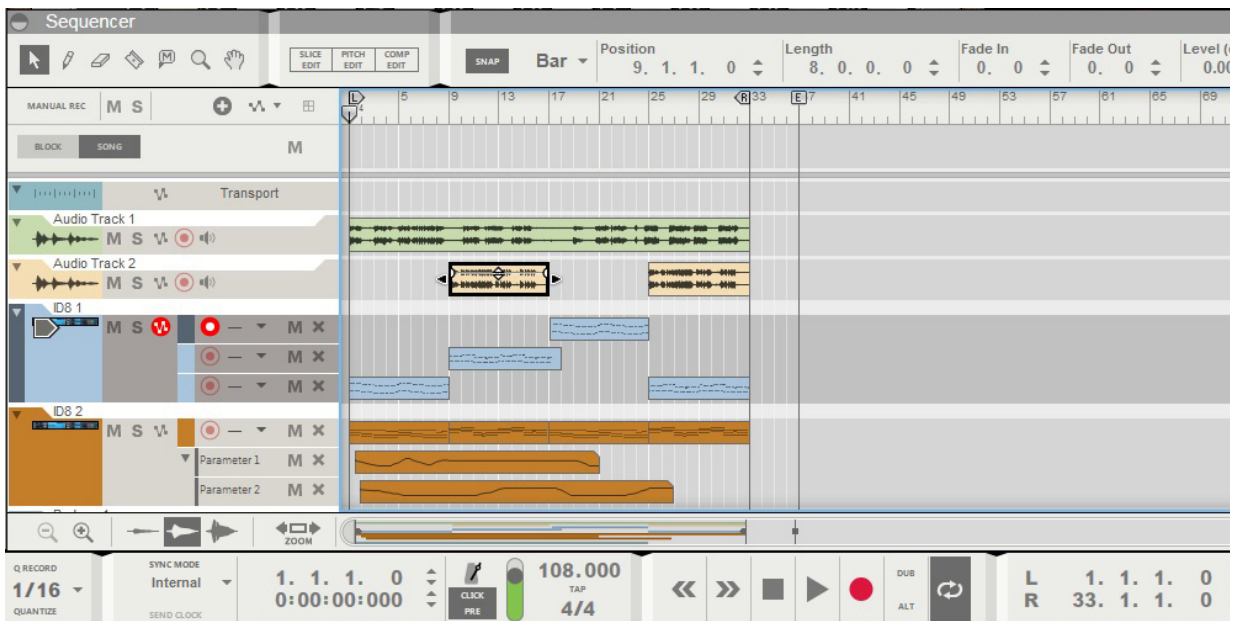 Sequencer
SLICE EDIT PITCH EDIT COMP EDIT
SNAP Bar
Position 9. 1. 1. 0
Length 8. 0. 0. 0
Fade In 0. 0
Fade Out 0. 0
Level (
0.00
MANUAL REC M S
L 5 9 13 17 21 25 29 R 33 E 41 45 49 53 57 61 65 69
4
BLOCK SONG M
Transport
Audio Track 1
M S
Audio Track 2
M S
ID8 1
M S M
M
M
ID8 2
M S M
Parameter 1 M
Parameter 2 M
ZOOM
Q RECORD
1/16
QUANTIZE
SYNC MODE
Internal
SEND CLOCK
1. 1. 1. 0
0:00:00:000
CLICK
PRE
108.000
TAP
4/4
DUB
ALT
L 1. 1. 1. 0
R 33. 1. 1. 0